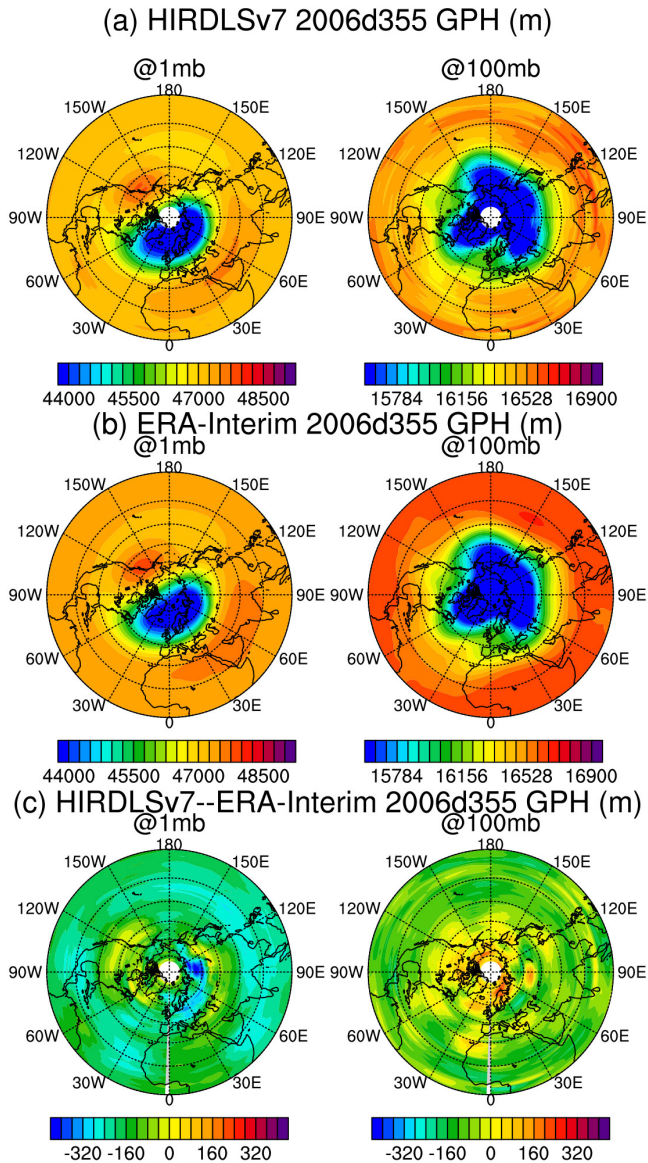 (a) HIRDLSv7 2006d355 GPH (m)
@1mb @100mb
180 180
150W 150E 150W 150E
120W 120E 120W 120E
90W 90E 90W 90E
60W 60E 60W 60E
30W 30E 30W 30E
0 0
44000 45500 47000 48500 15784 16156 16528 16900
(b) ERA-Interim 2006d355 GPH (m)
@1mb @100mb
180 180
150W 150E 150W 150E
120W 120E 120W 120E
90W 90E 90W 90E
60W 60E 60W 60E
30W 30E 30W 30E
0 0
44000 45500 47000 48500 15784 16156 16528 16900
(c) HIRDLSv7--ERA-Interim 2006d355 GPH (m)
@1mb @100mb
180 180
150W 150E 150W 150E
120W 120E 120W 120E
90W 90E 90W 90E
60W 60E 60W 60E
30W 30E 30W 30E
0 0
-320 -160 0 160 320 -320 -160 0 160 320